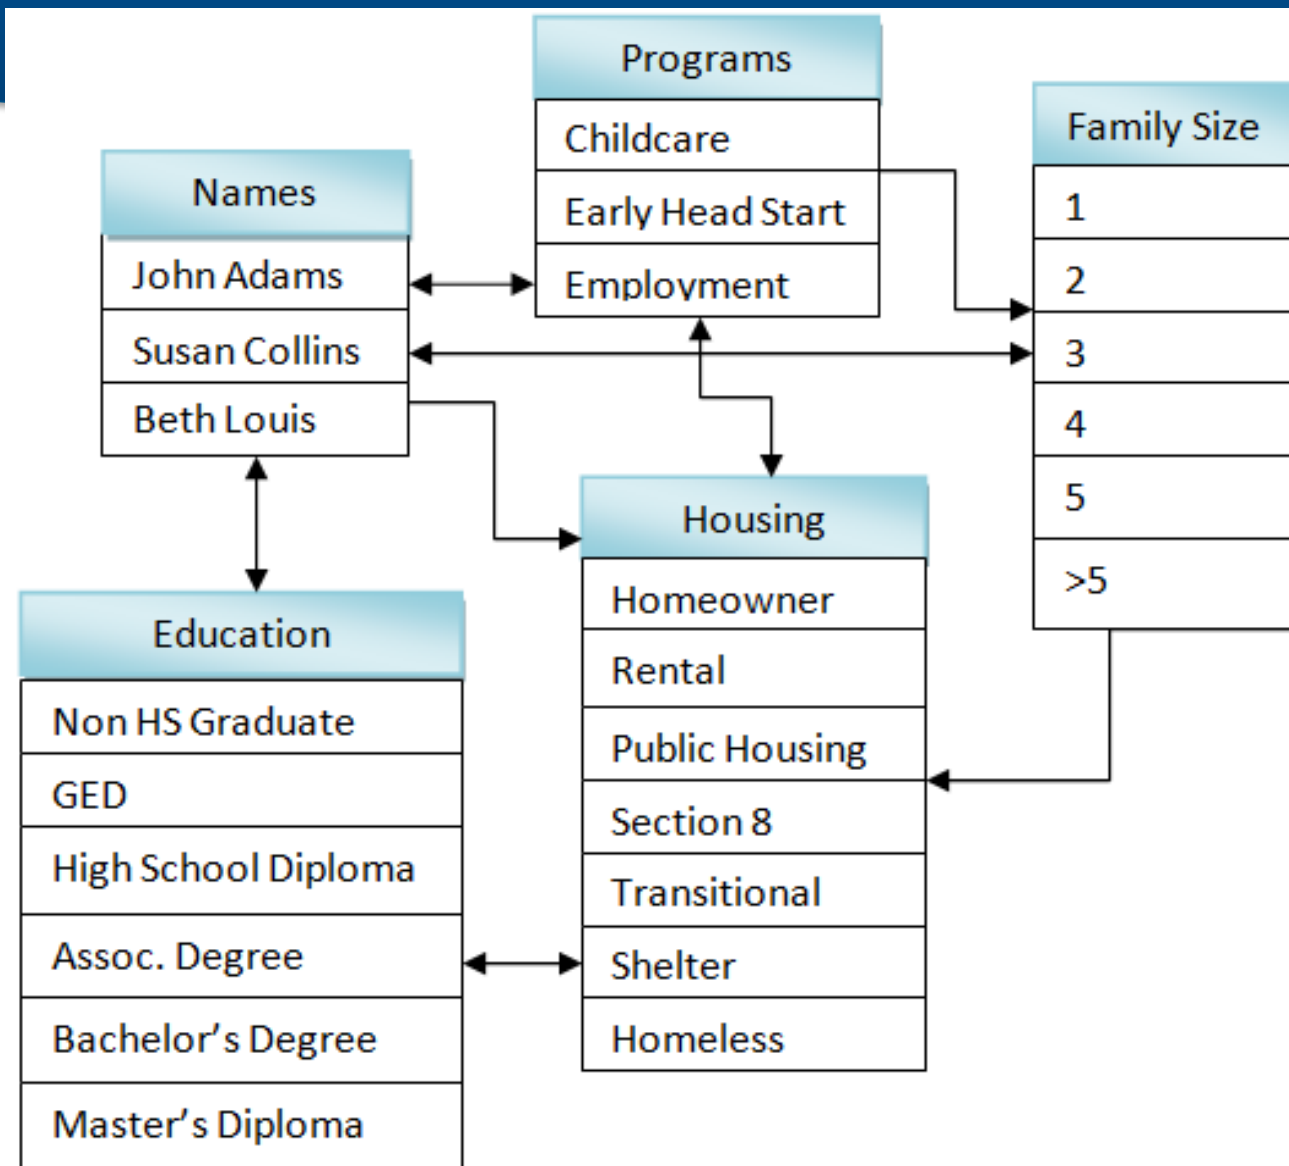 Programs
Childcare
Early Head Start
Employment
Family Size
1
2
3
4
5
>5
Names
John Adams
Susan Collins
Beth Louis
Housing
Homeowner
Rental
Public Housing
Section 8
Transitional
Shelter
Homeless
Education
Non HS Graduate
GED
High School Diploma
Assoc. Degree
Bachelor’s Degree
Master’s Diploma